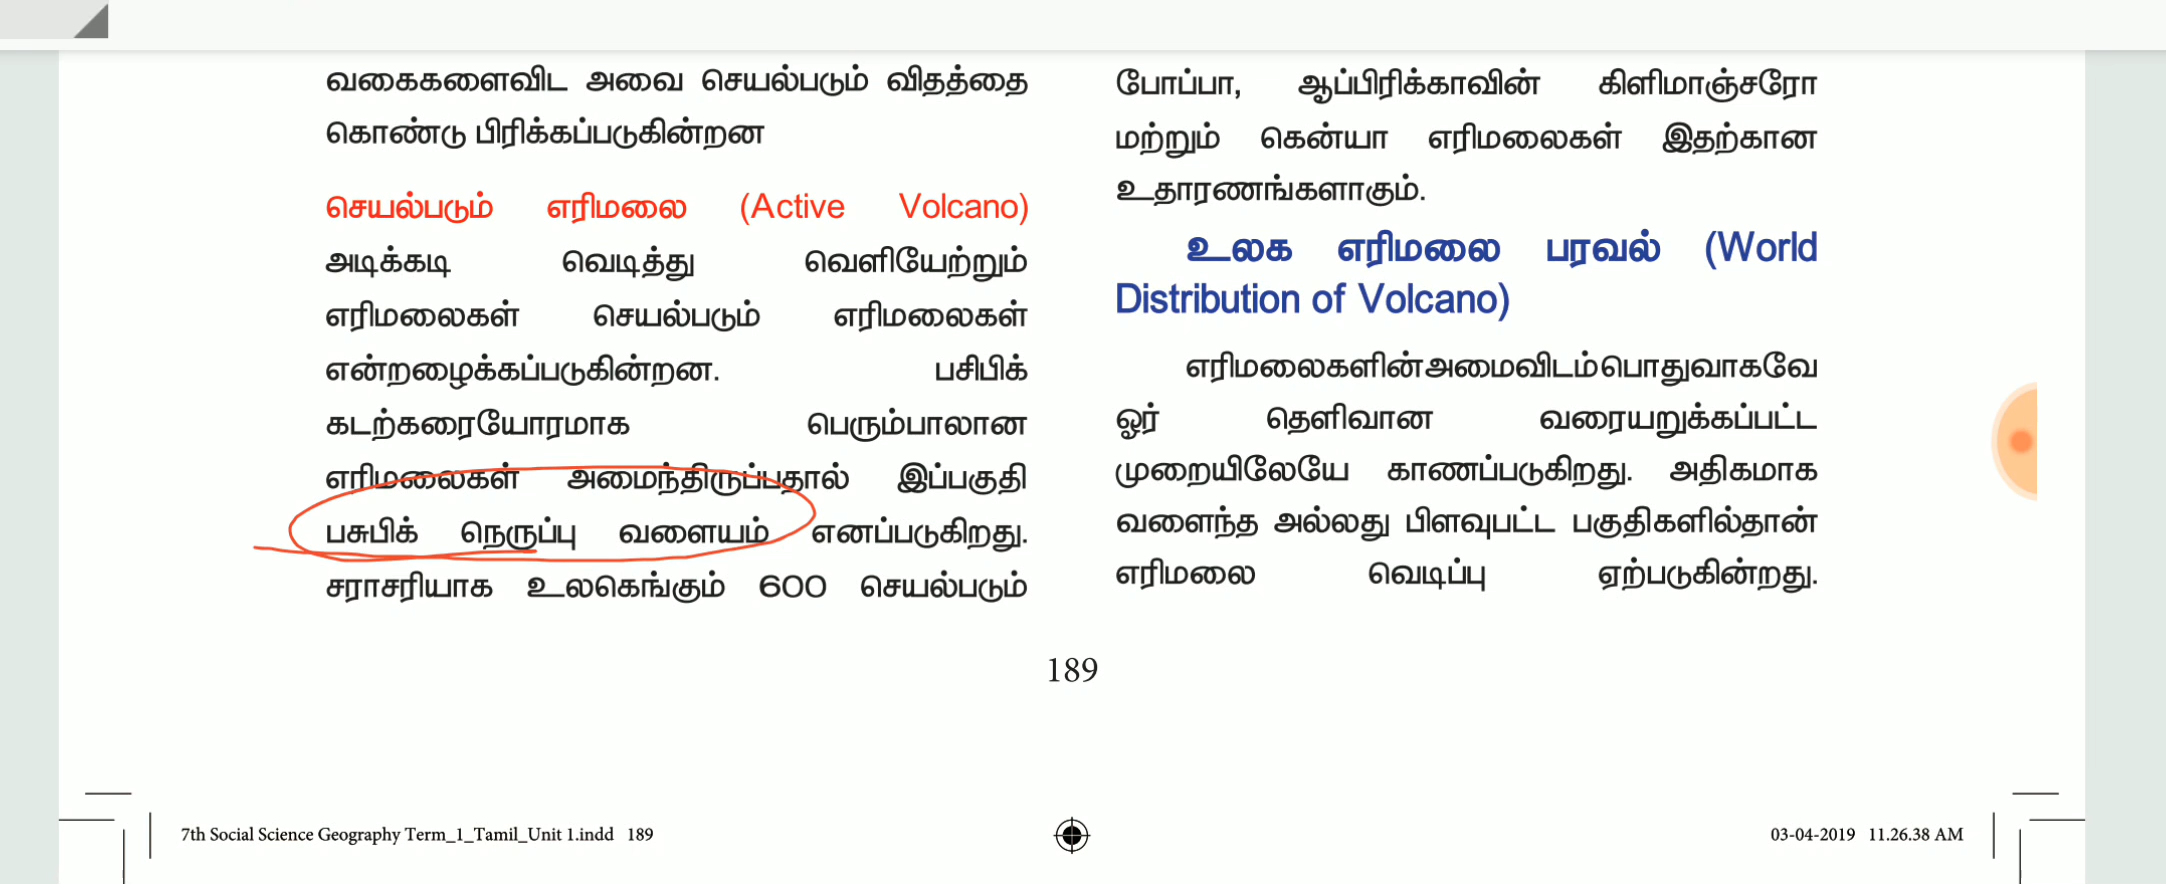 வகைகளைவிட அவை செயல்படும் விதத்தை
கொண்டு பிரிக்கப்படுகின்றன
செயல்படும் எரிமலை (Active Volcano)
அடிக்கடி வெடித்து வெளியேற்றும்
எரிமலைகள் செயல்படும் எரிமலைகள்
என்றழைக்கப்படுகின்றன. பசிபிக்
கடற்கரையோரமாக பெரும்பாலான
எரிமலைகள் அமைந்திருப்பதால் இப்பகுதி
பசுபிக் நெருப்பு வளையம் எனப்படுகிறது.
சராசரியாக உலகெங்கும் 600 செயல்படும்
போப்பா, ஆப்பிரிக்காவின் கிளிமாஞ்சரோ
மற்றும் கென்யா எரிமலைகள் இதற்கான
உதாரணங்களாகும்.
உலக எரிமலை பரவல் (World
Distribution of Volcano)
எரிமலைகளின்அமைவிடம்பொதுவாகவே
ஓர் தெளிவான வரையறுக்கப்பட்ட
முறையிலேயே காணப்படுகிறது. அதிகமாக
வளைந்த அல்லது பிளவுபட்ட பகுதிகளில்தான்
எரிமலை வெடிப்பு ஏற்படுகின்றது.
189
7th Social Science Geography Term_1_Tamil_Unit 1.indd 189
03-04-2019 11.26.38 AM